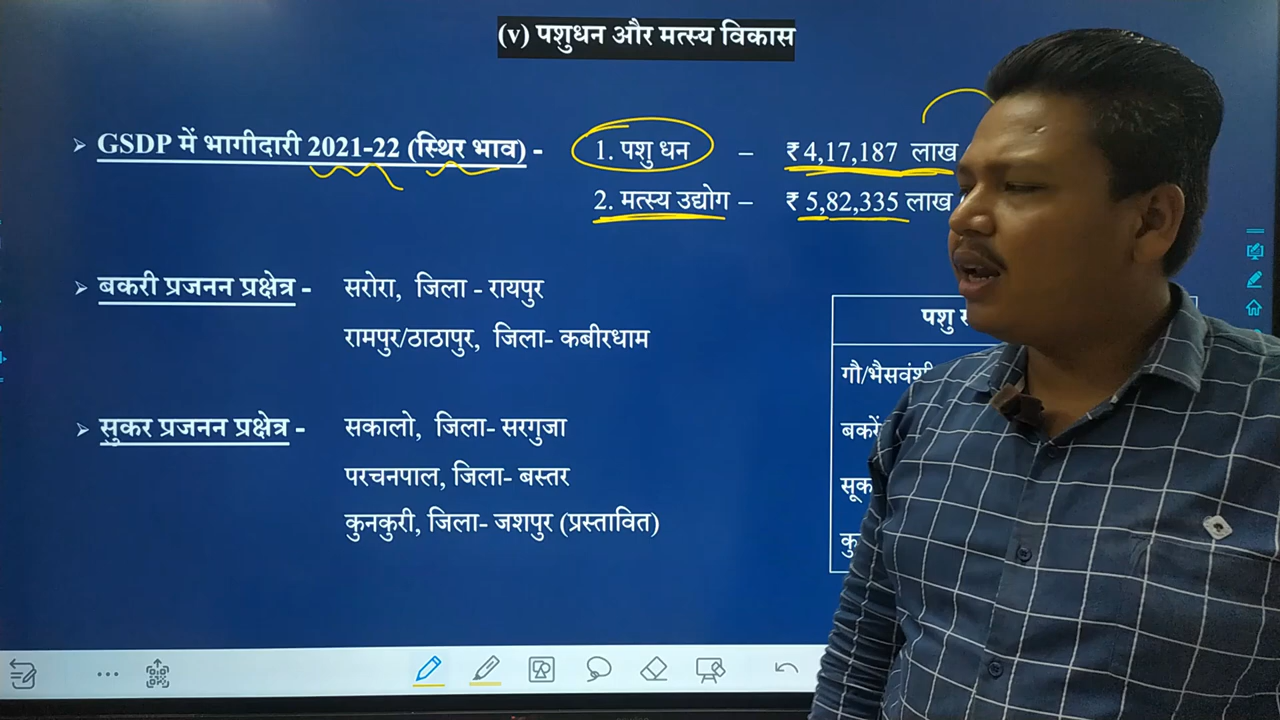 (v) पशुधन और मत्स्य विकास
➢ GSDP में भागीदारी 2021-22 (स्थिर भाव) - 1. पशु धन – ₹ 4,17,187 लाख
2. मत्स्य उद्योग – ₹ 5,82,335 लाख
➢ बकरी प्रजनन प्रक्षेत्र - सरोरा, जिला - रायपुर
रामपुर/ठाठापुर, जिला- कबीरधाम
पशु
गौ/भैसवंशी
➢ सुकर प्रजनन प्रक्षेत्र - सकालो, जिला- सरगुजा
परचनपाल, जिला- बस्तर
कुनकुरी, जिला- जशपुर (प्रस्तावित)